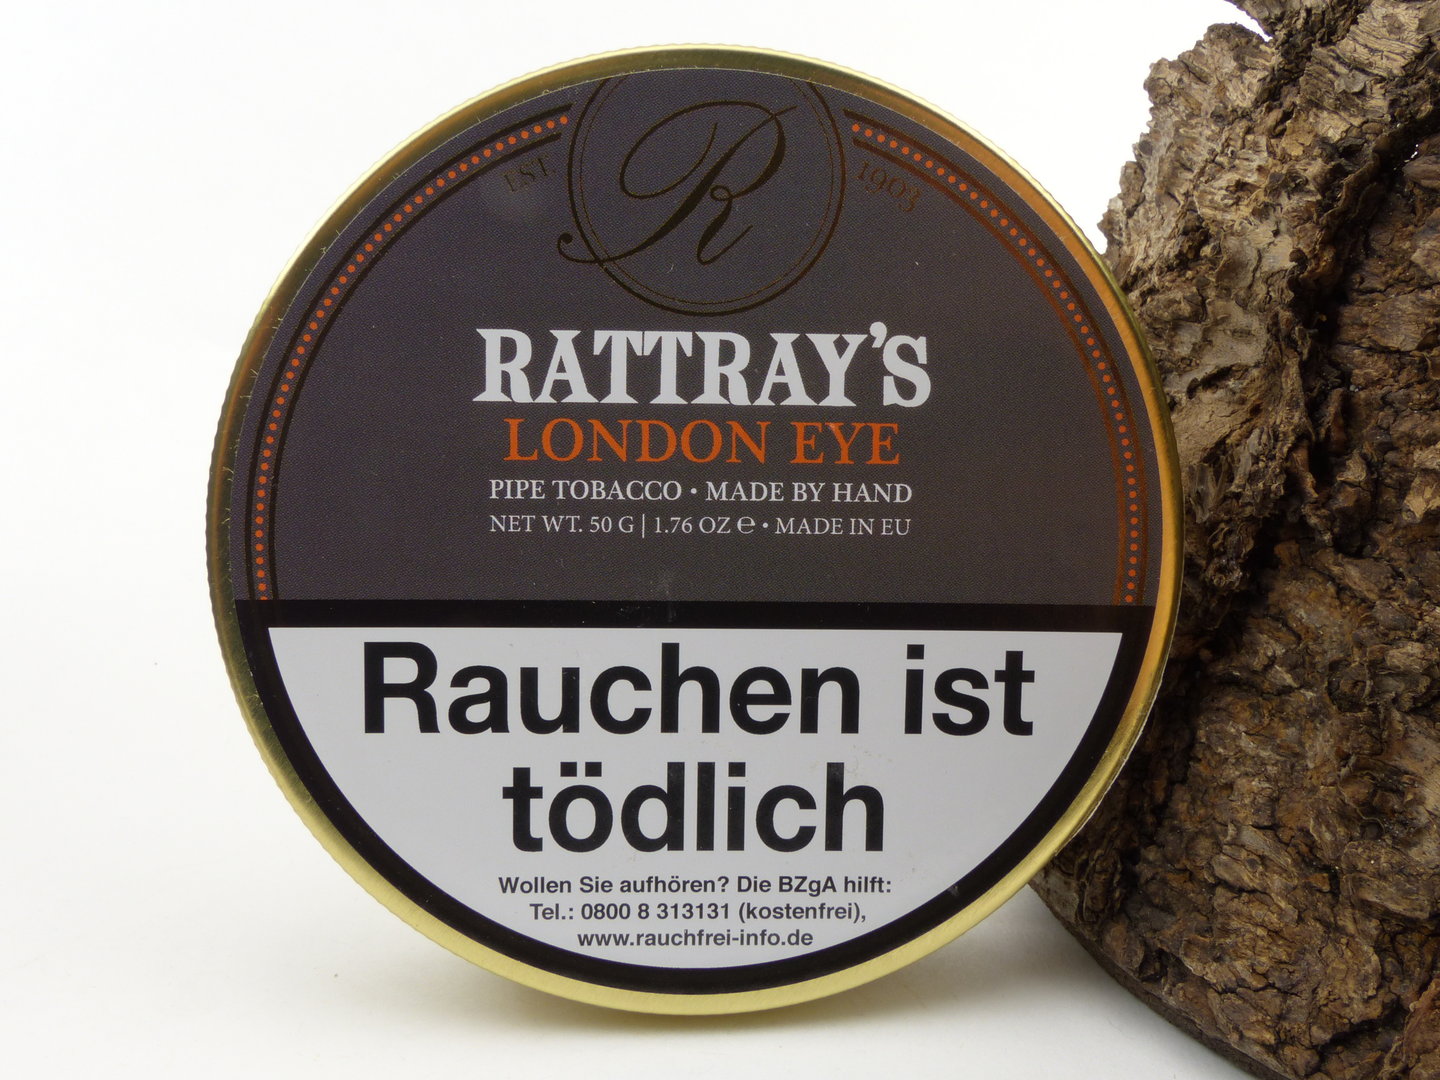 EST. R 1903
RATTRAY'S
LONDON EYE
PIPE TOBACCO • MADE BY HAND
NET WT. 50 G | 1.76 OZ ℮ • MADE IN EU
Rauchen ist
tödlich
Wollen Sie aufhören? Die BZgA hilft:
Tel.: 0800 8 313131 (kostenfrei),
www.rauchfrei-info.de